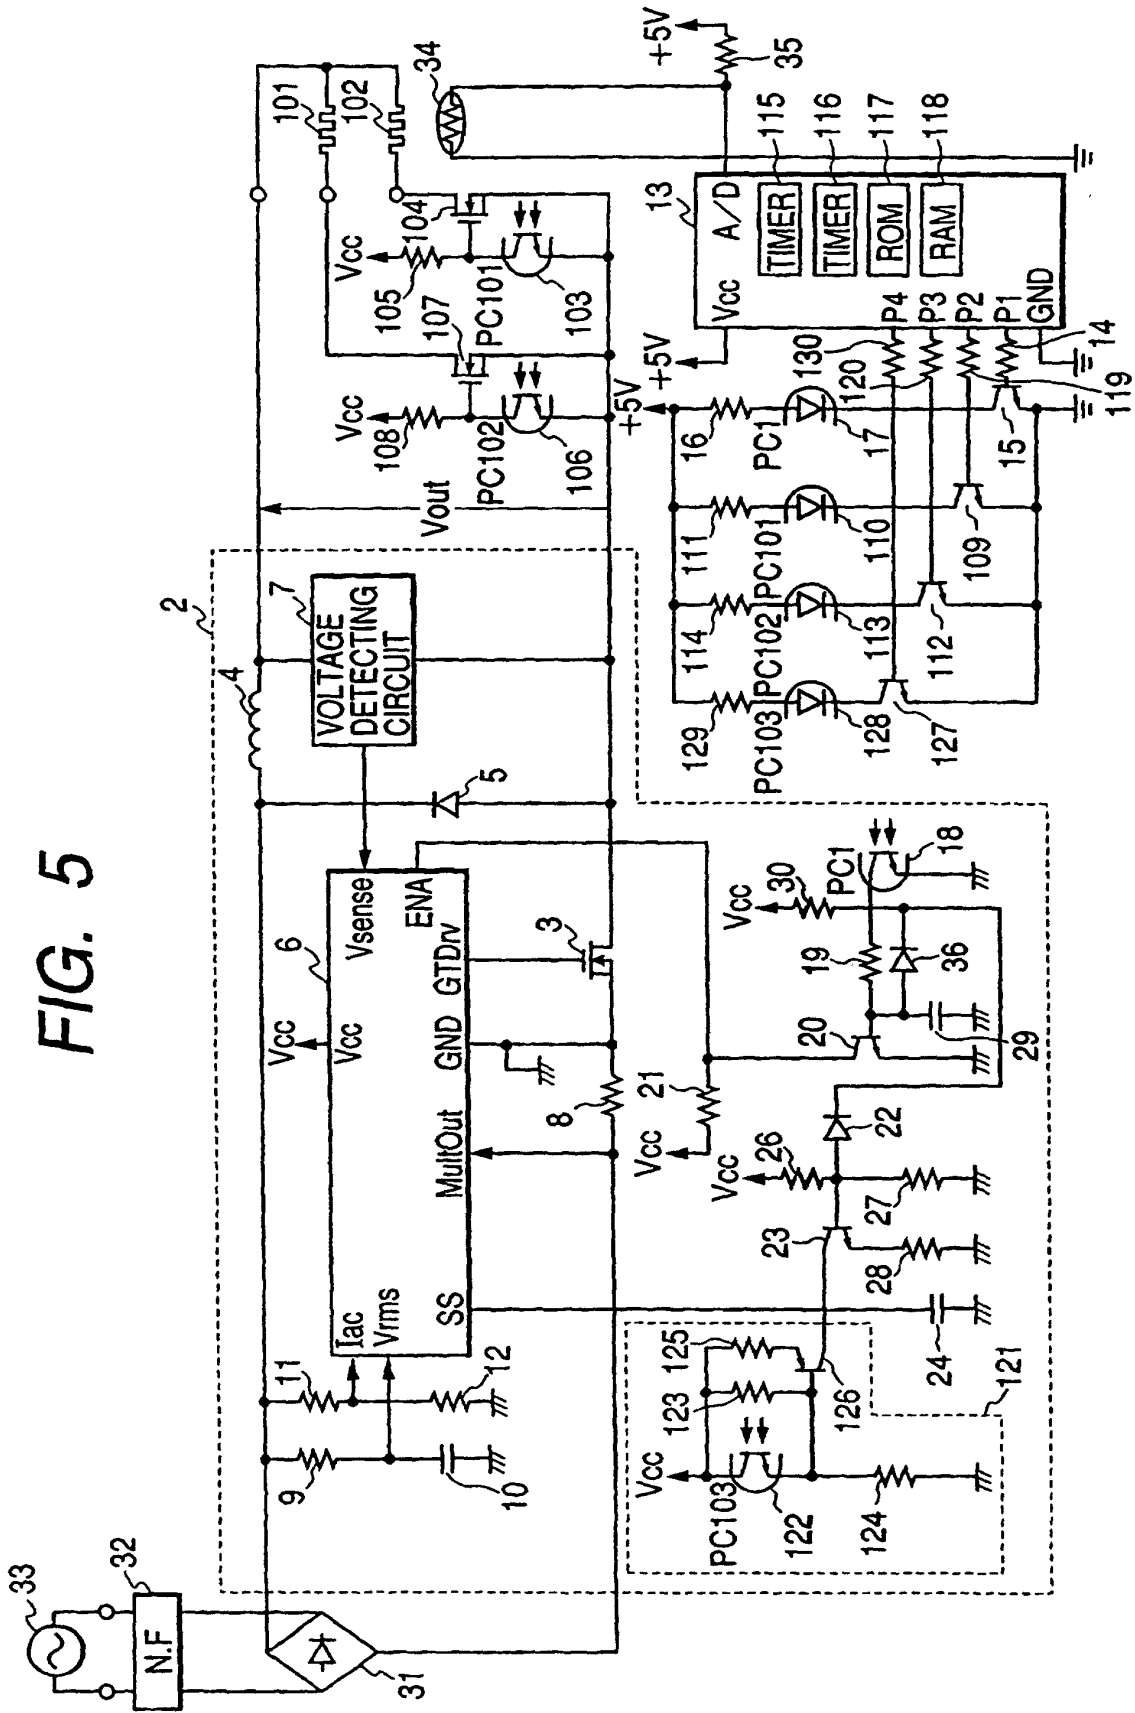 FIG. 5
33
32
N.F
31
2
9
10
11
12
Iac
Vrms
SS
MultOut
GND
GTDrv
ENA
Vsense
Vcc
Vcc
6
8
3
5
4
7
VOLTAGE
DETECTING
CIRCUIT
Vout
Vcc
108
107
PC102
106
Vcc
105
104
PC101
103
101
102
34
+5V
35
13
Vcc
A/D
TIMER
TIMER
ROM
RAM
115
116
117
118
P4
P3
P2
P1
GND
+5V
130
120
119
14
+5V
16
PC1
17
15
111
PC101
110
109
114
PC102
113
112
129
PC103
128
127
Vcc
21
Vcc
30
PC1
18
19
36
20
29
Vcc
26
22
27
23
28
24
Vcc
PC103
122
123
125
126
124
121